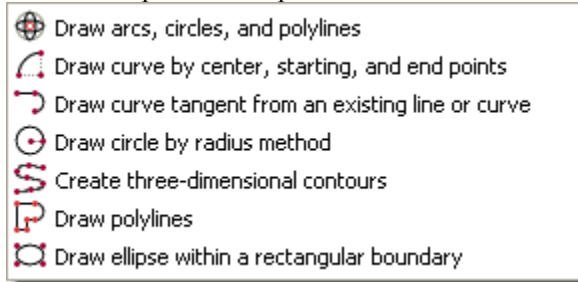 Draw arcs, circles, and polylines
Draw curve by center, starting, and end points
Draw curve tangent from an existing line or curve
Draw circle by radius method
Create three-dimensional contours
Draw polylines
Draw ellipse within a rectangular boundary